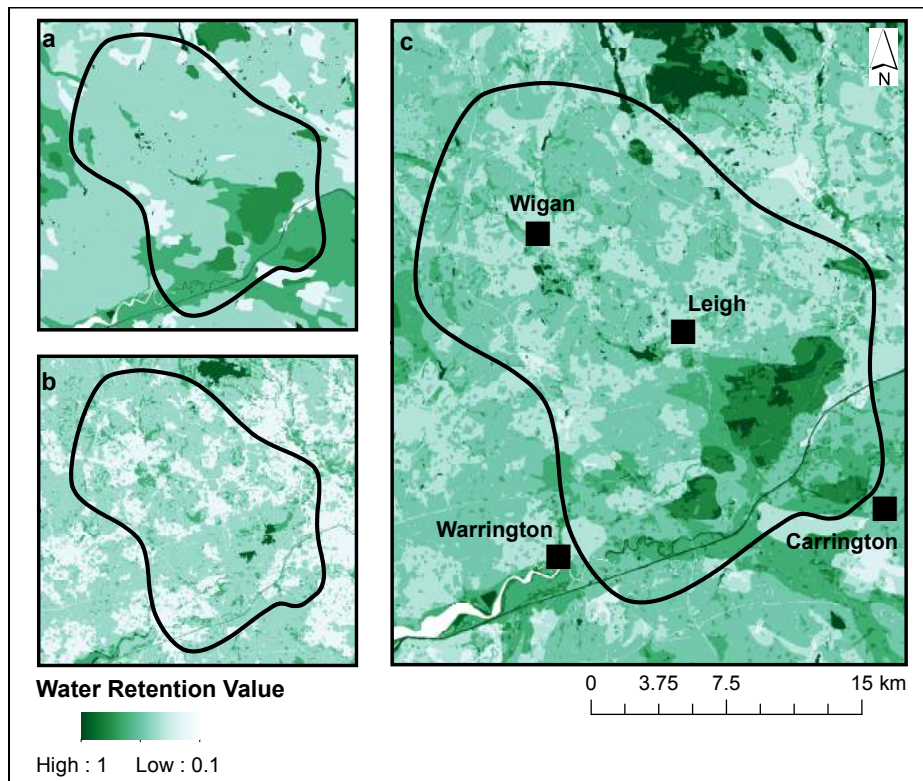 a
b
c
N
Wigan
Leigh
Warrington
Carrington
Water Retention Value
High : 1 Low : 0.1
0 3.75 7.5 15 km